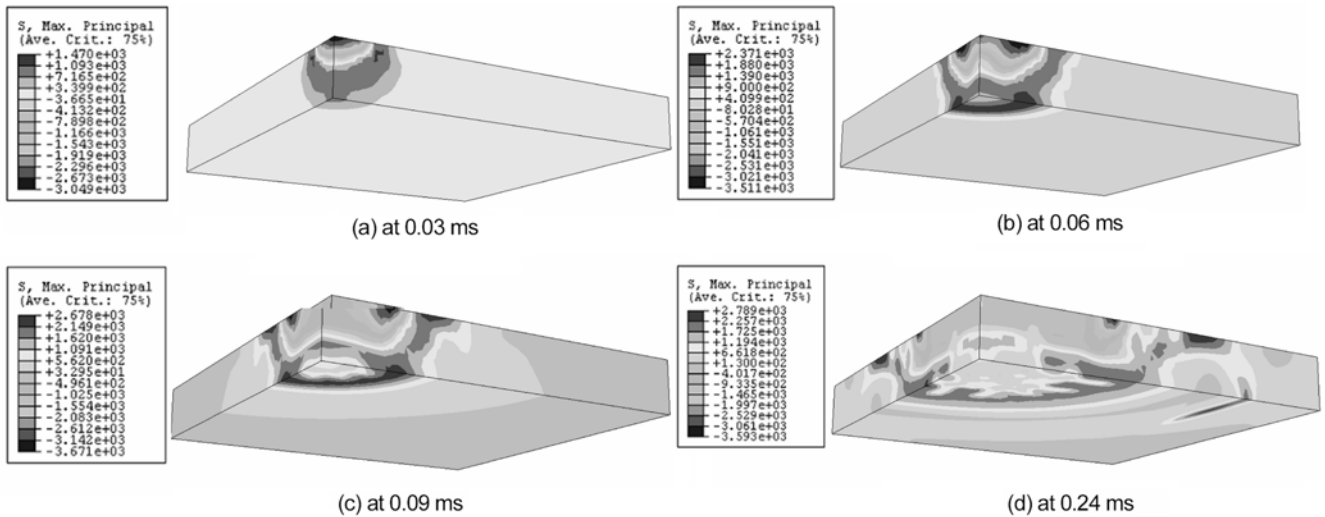 S, Max. Principal
(Ave. Crit.: 75%)
+1.470e+03
+1.093e+03
+7.165e+02
+3.399e+02
-3.665e+01
-4.132e+02
-7.898e+02
-1.166e+03
-1.543e+03
-1.919e+03
-2.296e+03
-2.673e+03
-3.049e+03
(a) at 0.03 ms
S, Max. Principal
(Ave. Crit.: 75%)
+2.371e+03
+1.880e+03
+1.390e+03
+9.000e+02
+4.099e+02
-8.028e+01
-5.704e+02
-1.061e+03
-1.551e+03
-2.041e+03
-2.531e+03
-3.021e+03
-3.511e+03
(b) at 0.06 ms
S, Max. Principal
(Ave. Crit.: 75%)
+2.678e+03
+2.149e+03
+1.620e+03
+1.091e+03
+5.620e+02
+3.295e+01
-4.961e+02
-1.025e+03
-1.554e+03
-2.083e+03
-2.612e+03
-3.142e+03
-3.671e+03
(c) at 0.09 ms
S, Max. Principal
(Ave. Crit.: 75%)
+2.789e+03
+2.257e+03
+1.725e+03
+1.194e+03
+6.618e+02
+1.300e+02
-4.017e+02
-9.335e+02
-1.465e+03
-1.997e+03
-2.529e+03
-3.061e+03
-3.593e+03
(d) at 0.24 ms